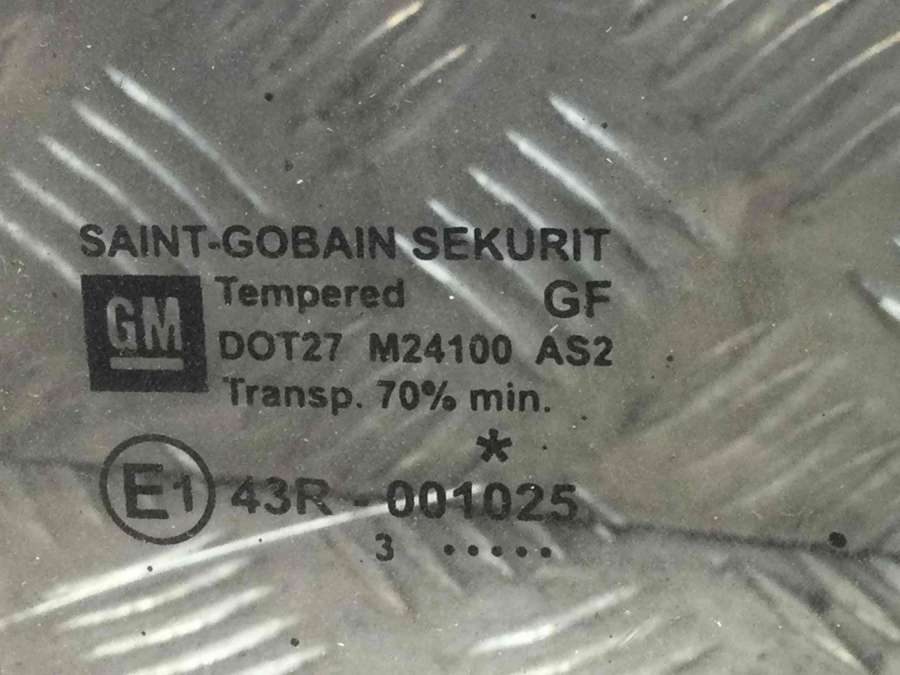 SAINT-GOBAIN SEKURIT
GM
Tempered GF
DOT27 M24100 AS2
Transp. 70% min.
*
E1 43R - 001025
3 .....